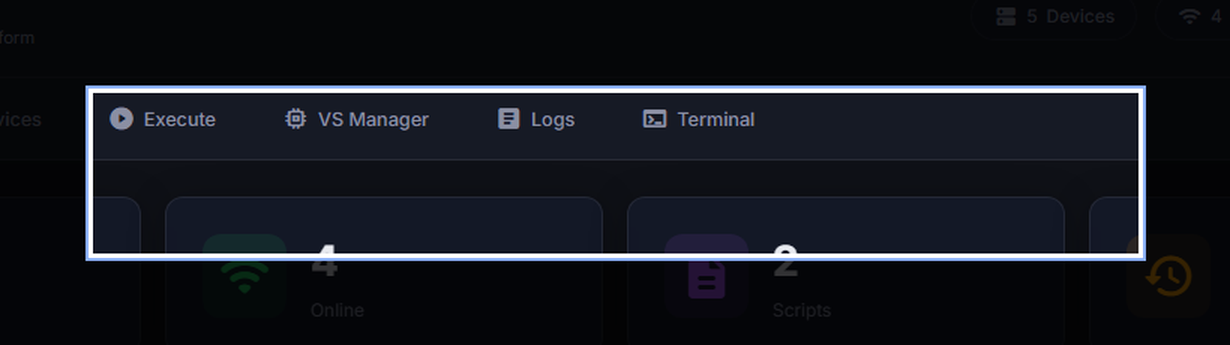 5 Devices
4
form
vices
Execute
VS Manager
Logs
Terminal
4
Online
2
Scripts